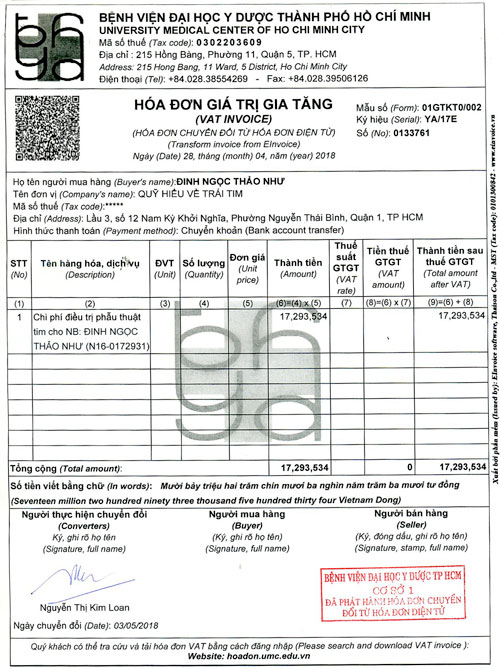 BỆNH VIỆN ĐẠI HỌC Y DƯỢC THÀNH PHỐ HỒ CHÍ MINH
UNIVERSITY MEDICAL CENTER OF HO CHI MINH CITY
Mã số thuế (Tax code): 0302203609
Địa chỉ : 215 Hồng Bàng, Phường 11, Quận 5, TP. HCM
Address: 215 Hong Bang, 11 Ward, 5 District, Ho Chi Minh City
Điện thoại (Tel): +84.028.38554269 - Fax: +84.028.39506126
HÓA ĐƠN GIÁ TRỊ GIA TĂNG
(VAT INVOICE)
(HÓA ĐƠN CHUYỂN ĐỔI TỪ HÓA ĐƠN ĐIỆN TỬ)
(Transform invoice from EInvoice)
Ngày (Date) 28, tháng (month) 04, năm (year) 2018
Mẫu số (Form): 01GTKT0/002
Ký hiệu (Serial): YA/17E
Số (No): 0133761
Họ tên người mua hàng (Buyer's name):ĐINH NGỌC THẢO NHƯ
Tên đơn vị (Company's name): QUỸ HIỂU VỀ TRÁI TIM
Mã số thuế (Tax code):*****
Địa chỉ (Address): Lầu 3, số 12 Nam Kỳ Khởi Nghĩa, Phường Nguyễn Thái Bình, Quận 1, TP HCM
Hình thức thanh toán (Payment method): Chuyển khoản (Bank account transfer)
STT (No) Tên hàng hóa, dịch vụ (Description) ĐVT (Unit) Số lượng (Quantity) Đơn giá (Unit price) Thành tiền (Amount) Thuế suất GTGT (VAT rate) Tiền thuế GTGT (VAT amount) Thành tiền sau thuế GTGT (Total amount after VAT)
(1) (2) (3) (4) (5) (6)=(4) x (5) (7) (8)=(6) x (7) (9)=(6) + (8)
1 Chi phí điều trị phẫu thuật 17,293,534 17,293,534
tim cho NB: ĐINH NGỌC
THẢO NHƯ (N16-0172931)
Tổng cộng (Total amount): 17,293,534 0 17,293,534
Số tiền viết bằng chữ (In words): Mười bảy triệu hai trăm chín mươi ba nghìn năm trăm ba mươi tư đồng
(Seventeen million two hundred ninety three thousand five hundred thirty four Vietnam Dong)
Người thực hiện chuyển đổi Người mua hàng Người bán hàng
(Converters) (Buyer) (Seller)
Ký, ghi rõ họ tên Ký, ghi rõ họ tên (Ký, đóng dấu, ghi rõ họ tên)
(Signature, full name) (Signature, full name) (Signature, stamp, full name)
BỆNH VIỆN ĐẠI HỌC Y DƯỢC TP HCM
CƠ SỞ 1
ĐÃ PHÁT HÀNH HÓA ĐƠN CHUYỂN
ĐỔI TỪ HÓA ĐƠN ĐIỆN TỬ
Nguyễn Thị Kim Loan
Ngày chuyển đổi (Date): 03/05/2018
Quý khách có thể tra cứu và tải hóa đơn VAT bằng cách đăng nhập (Please search and download VAT invoice ):
Website: hoadon.umc.edu.vn
Xuất bởi phần mềm (Issued by): EInvoice software, Thaison Co.,ltd - MST (Tax code): 0101300842 - www.einvoice.vn